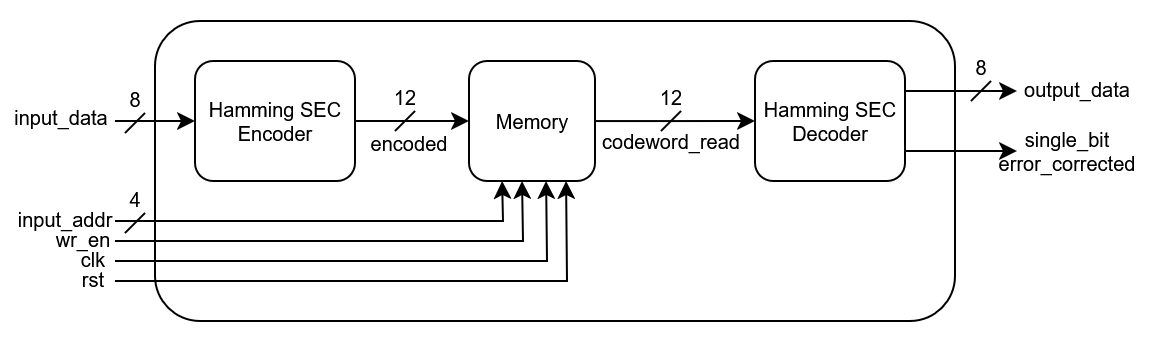 input_data
8
Hamming SEC
Encoder
12
encoded
Memory
12
codeword_read
Hamming SEC
Decoder
8
output_data
single_bit
error_corrected
4
input_addr
wr_en
clk
rst